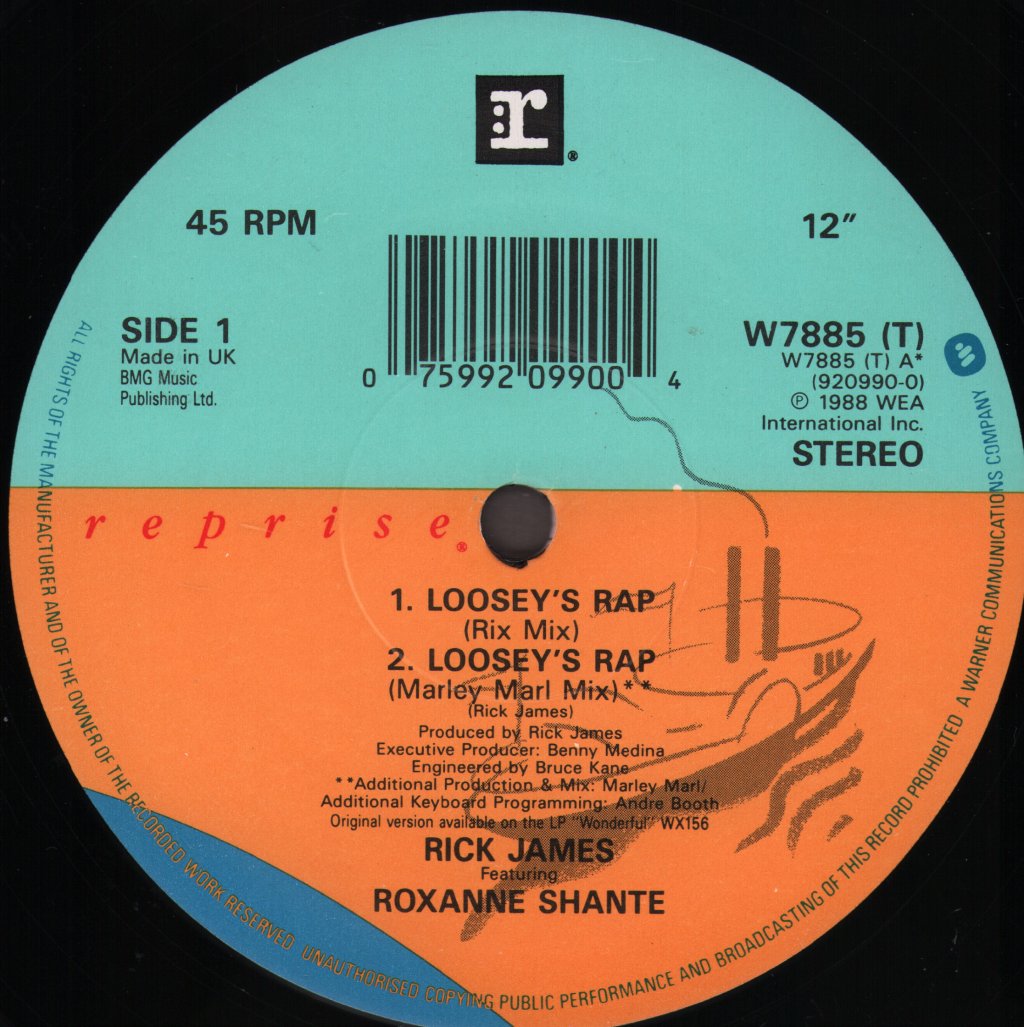 r
®
45 RPM
12"
SIDE 1
Made in UK
BMG Music
Publishing Ltd.
0 75992 09900 4
W7885 (T)
W7885 (T) A*
(920990-0)
℗ 1988 WEA
International Inc.
STEREO
reprise®
1. LOOSEY'S RAP
(Rix Mix)
2. LOOSEY'S RAP
(Marley Marl Mix)**
(Rick James)
Produced by Rick James
Executive Producer: Benny Medina
Engineered by Bruce Kane
**Additional Production & Mix: Marley Marl/
Additional Keyboard Programming: Andre Booth
Original version available on the LP "Wonderful" WX156
RICK JAMES
Featuring
ROXANNE SHANTE
ALL RIGHTS OF THE MANUFACTURER AND OF THE OWNER OF THE RECORDED WORK RESERVED. UNAUTHORISED COPYING PUBLIC PERFORMANCE AND BROADCASTING OF THIS RECORD PROHIBITED A WARNER COMMUNICATIONS COMPANY